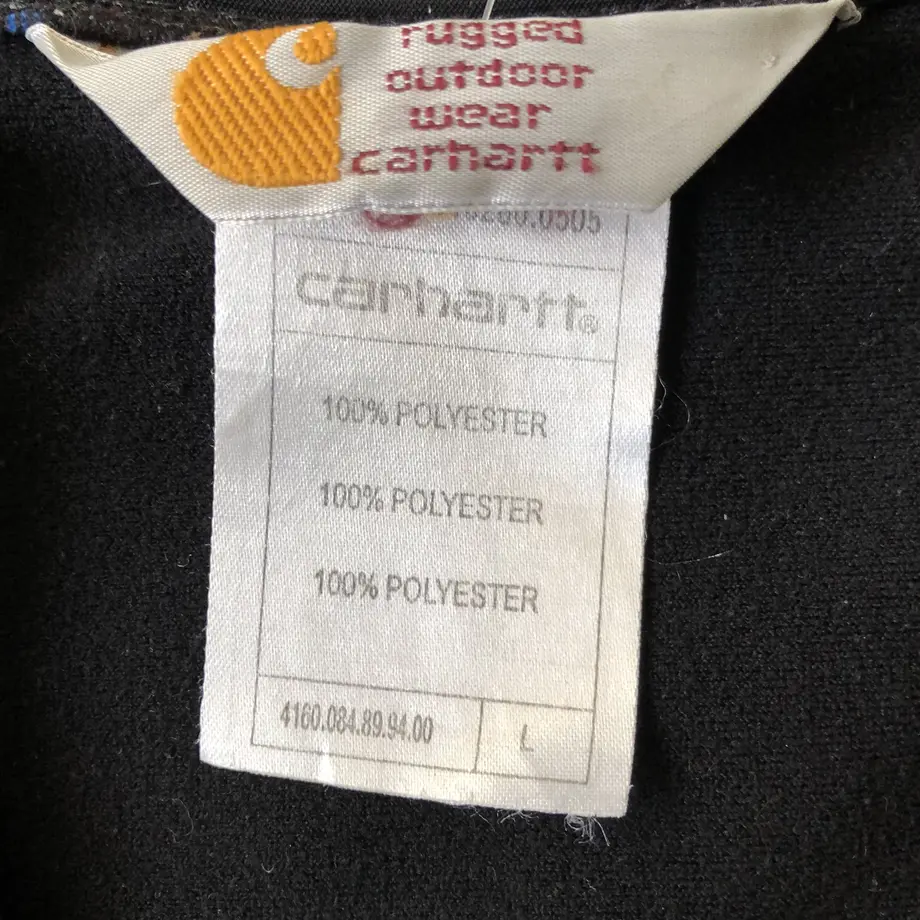 rugged
outdoor
wear
carhartt
carhartt®
100% POLYESTER
100% POLYESTER
100% POLYESTER
4160.084.89.94.00
L